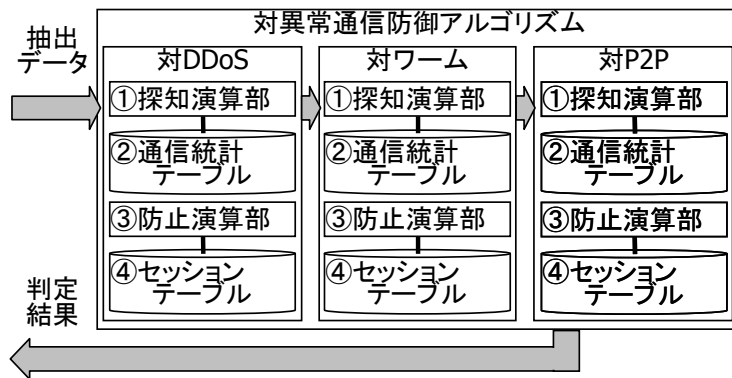 対異常通信防御アルゴリズム
抽出
データ
対DDoS
①探知演算部
②通信統計
テーブル
③防止演算部
④セッション
テーブル
対ワーム
①探知演算部
②通信統計
テーブル
③防止演算部
④セッション
テーブル
対P2P
①探知演算部
②通信統計
テーブル
③防止演算部
④セッション
テーブル
判定
結果